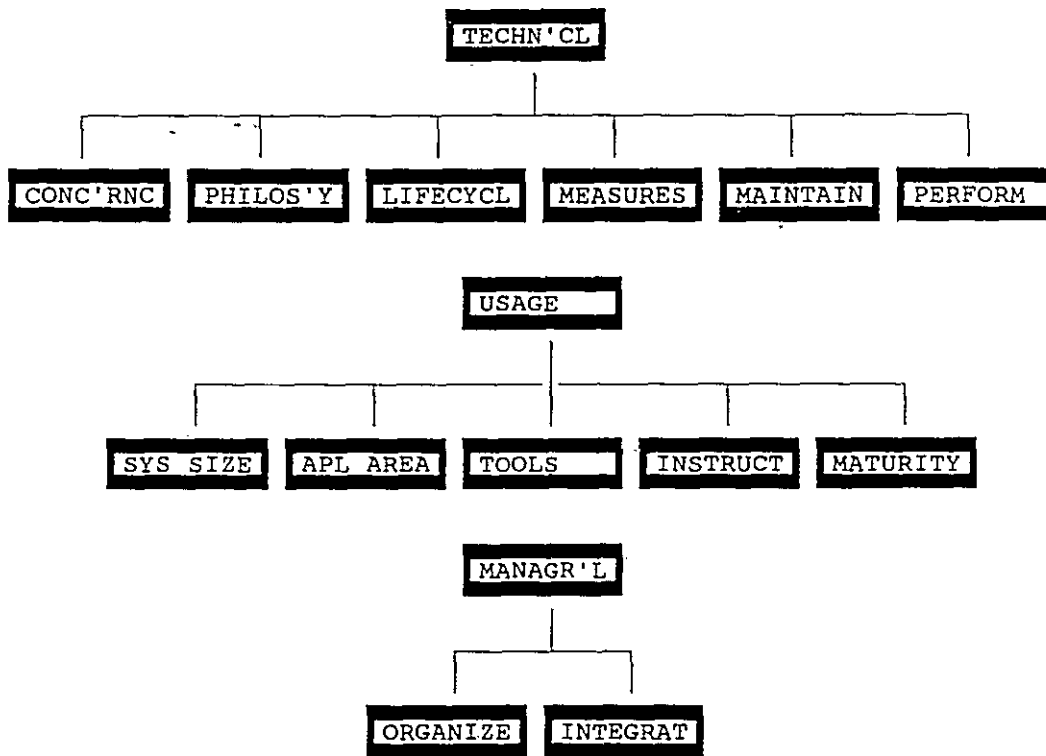 TECHN'CL
CONC'RNC PHILOS'Y LIFECYCL MEASURES MAINTAIN PERFORM
USAGE
SYS SIZE APL AREA TOOLS INSTRUCT MATURITY
MANAGR'L
ORGANIZE INTEGRAT